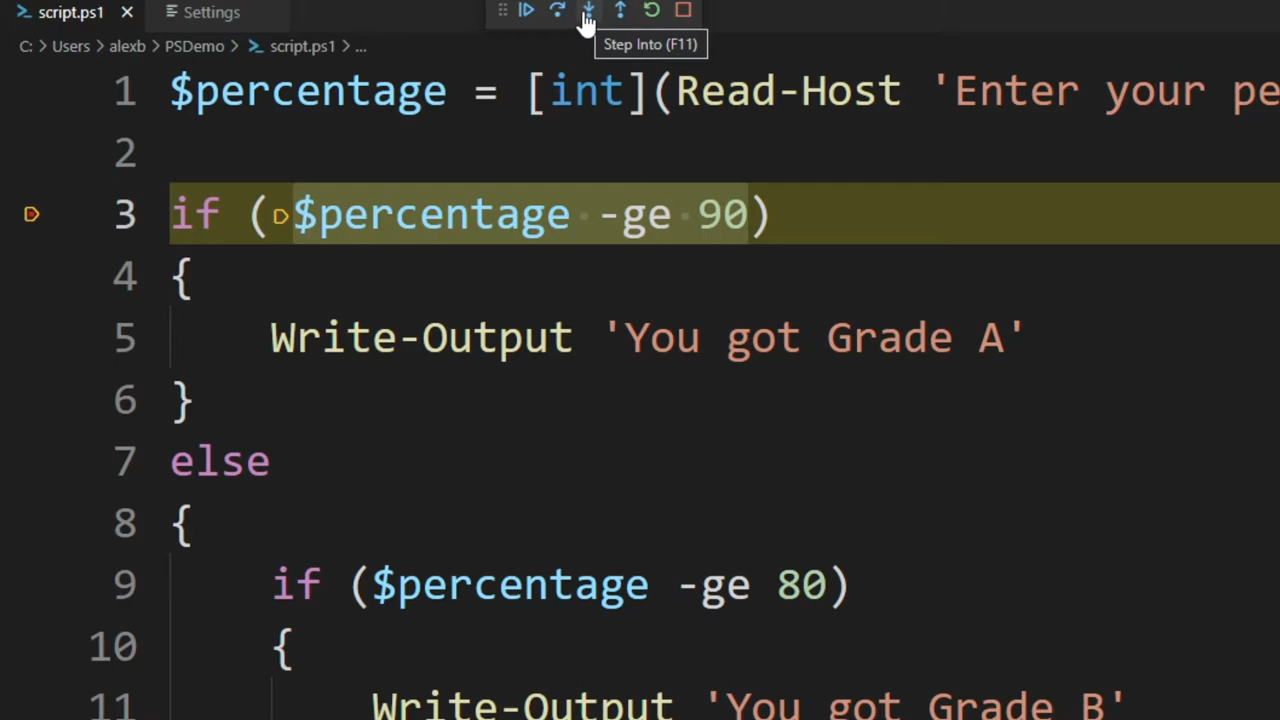 script.ps1 Settings
C: > Users > alexb > PSDemo > script.ps1 > ...
Step Into (F11)
1 $percentage = [int](Read-Host 'Enter your pe
2
3 if ($percentage -ge 90)
4 {
5 Write-Output 'You got Grade A'
6 }
7 else
8 {
9 if ($percentage -ge 80)
10 {
11 Write-Output 'You got Grade B'